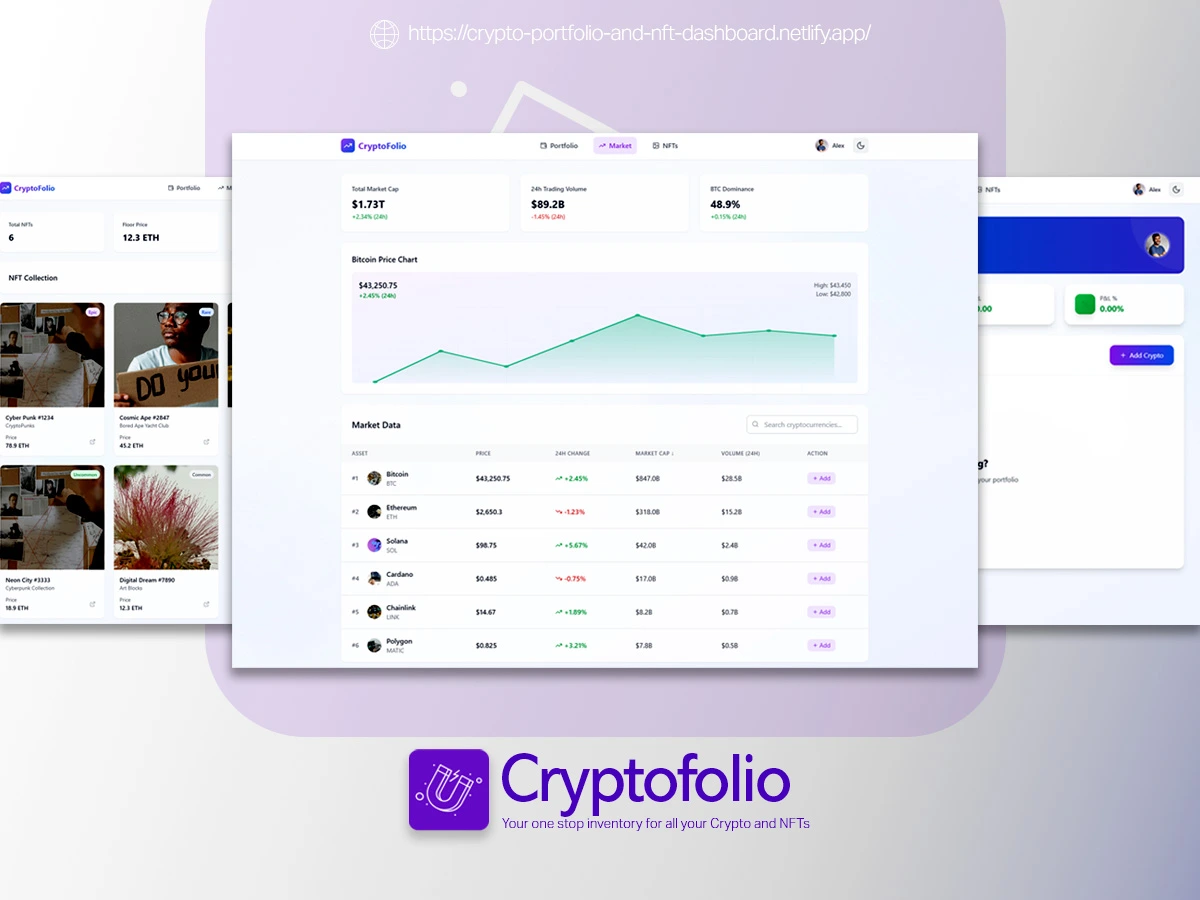 https://crypto-portfolio-and-nft-dashboard.netlify.app/
CryptoFolio
Portfolio
Market
NFTs
Alex
Total Market Cap
$1.73T
+2.34% (24h)
24h Trading Volume
$89.2B
-1.45% (24h)
BTC Dominance
48.9%
+0.15% (24h)
Bitcoin Price Chart
$43,250.75
+2.45% (24h)
High: $43,450
Low: $42,800
Market Data
Search cryptocurrencies...
ASSET PRICE 24H CHANGE MARKET CAP ↓ VOLUME (24H) ACTION
#1 Bitcoin BTC $43,250.75 +2.45% $847.0B $28.5B + Add
#2 Ethereum ETH $2,650.3 -1.23% $318.0B $15.2B + Add
#3 Solana SOL $98.75 +5.67% $42.0B $2.4B + Add
#4 Cardano ADA $0.485 -0.75% $17.0B $0.9B + Add
#5 Chainlink LINK $14.67 +1.89% $8.2B $0.7B + Add
#6 Polygon MATIC $0.825 +3.21% $7.8B $0.5B + Add
CryptoFolio
Portfolio
M
Total NFTs
6
Floor Price
12.3 ETH
NFT Collection
Epic
Rare
DO YOU
Cyber Punk #1234
CryptoPunks
Price
78.9 ETH
Cosmic Ape #2847
Bored Ape Yacht Club
Price
45.2 ETH
Uncommon
Common
Neon City #3333
Cyberpunk Collection
Price
18.9 ETH
Digital Dream #7890
Art Blocks
Price
12.3 ETH
NFTs
Alex
P&L %
0.00%
.00
+ Add Crypto
g?
your portfolio
Cryptofolio
Your one stop inventory for all your Crypto and NFTs